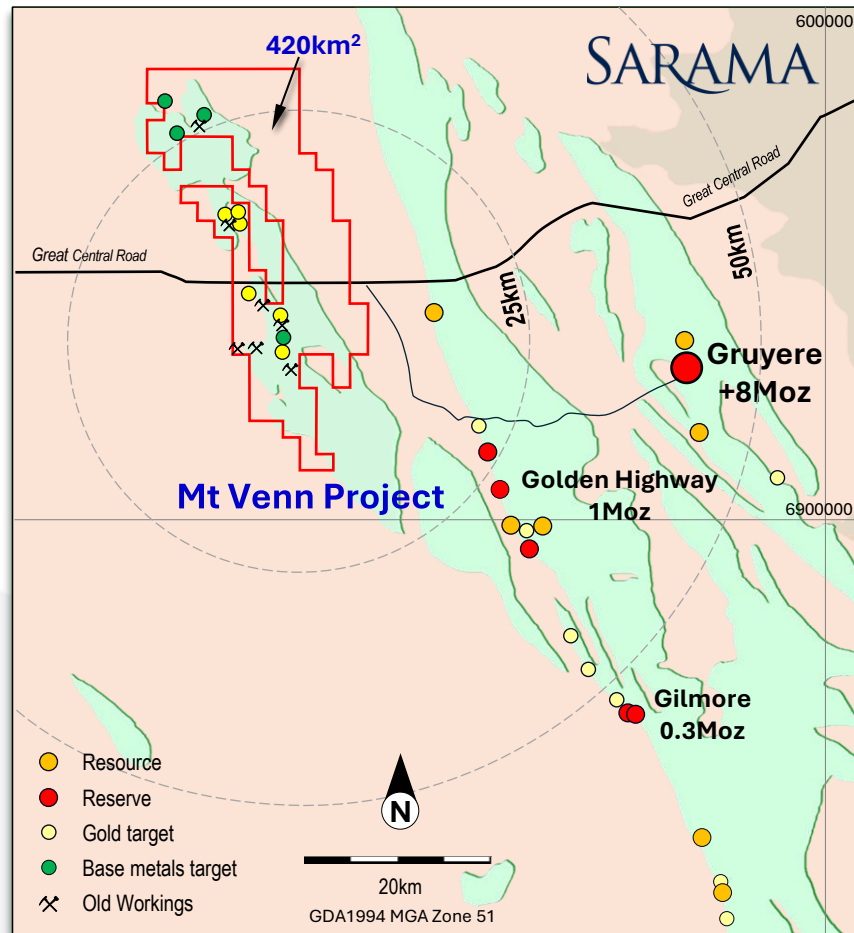 600000
420km²
SARAMA
Great Central Road
Great Central Road
50km
25km
Gruyere
+8Moz
Mt Venn Project
Golden Highway
1Moz
6900000
Gilmore
0.3Moz
Resource
Reserve
Gold target
Base metals target
Old Workings
N
20km
GDA1994 MGA Zone 51